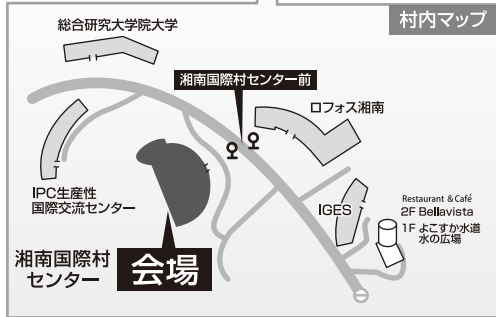 村内マップ
総合研究大学院大学
湘南国際村センター前
ロフォス湘南
IPC生産性
国際交流センター
IGES
Restaurant & Café
2F Bellavista
1F よこすか水道
水の広場
湘南国際村
センター
会場